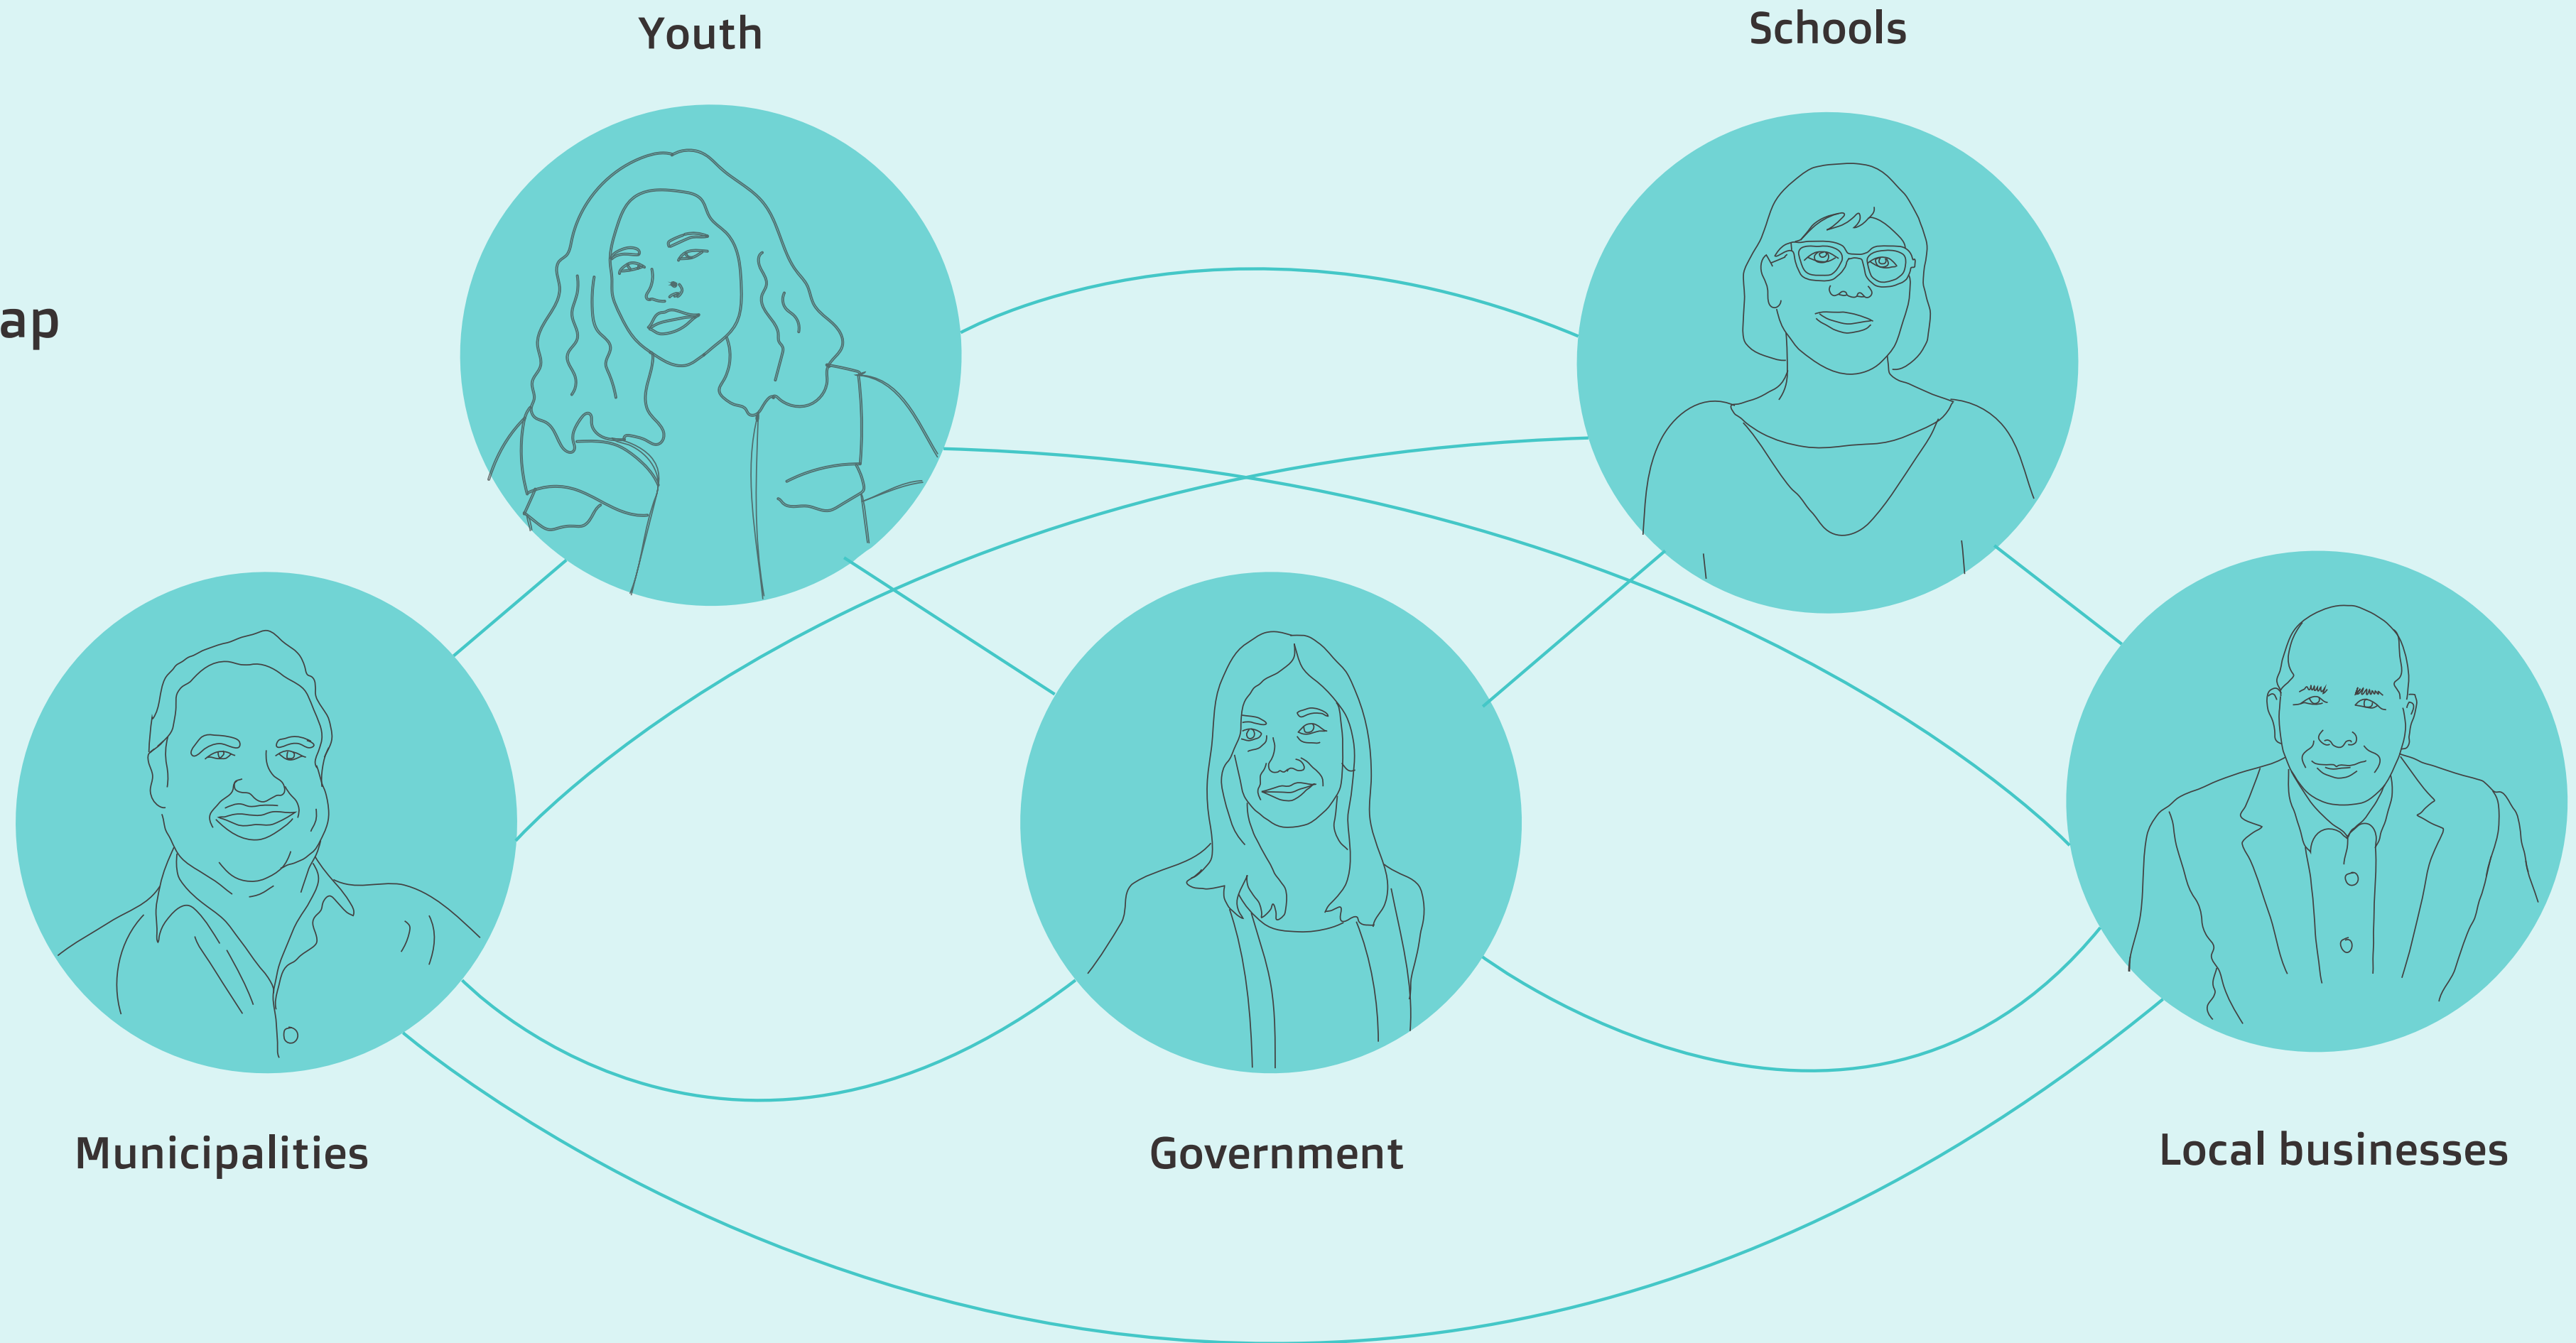 Youth
Schools
ap
Municipalities
Government
Local businesses